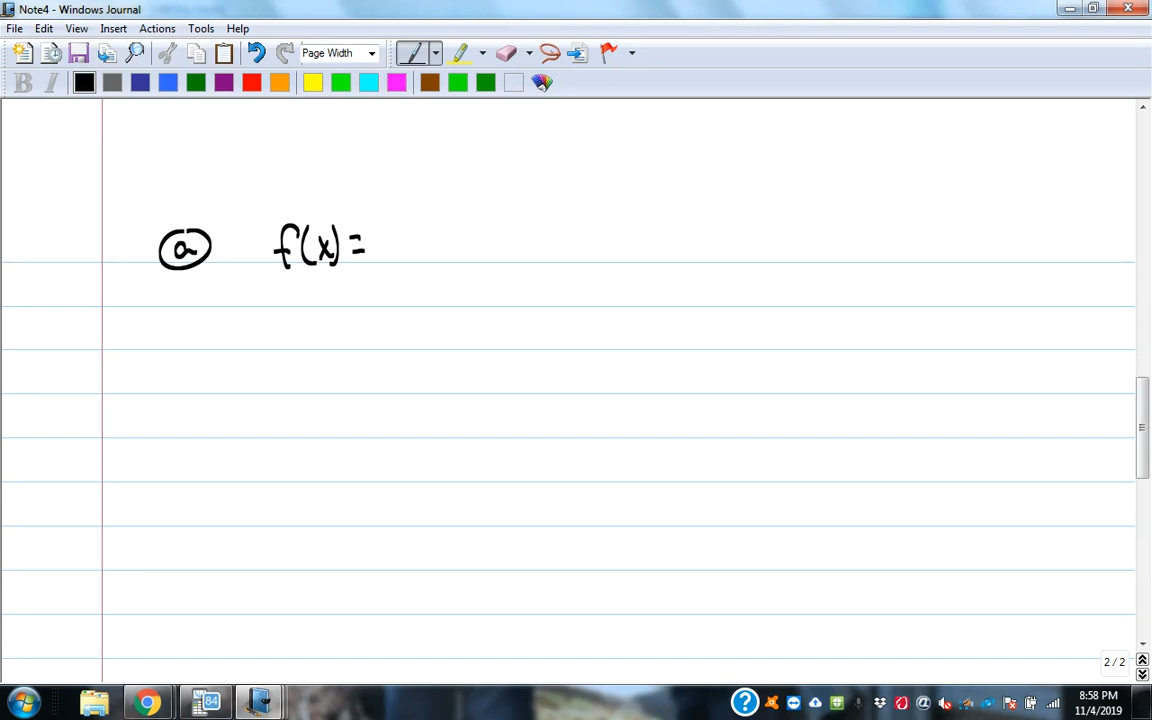 Note4 - Windows Journal
File Edit View Insert Actions Tools Help
Page Width
B I
a f(x)=
2 / 2
84
8:58 PM
11/4/2019